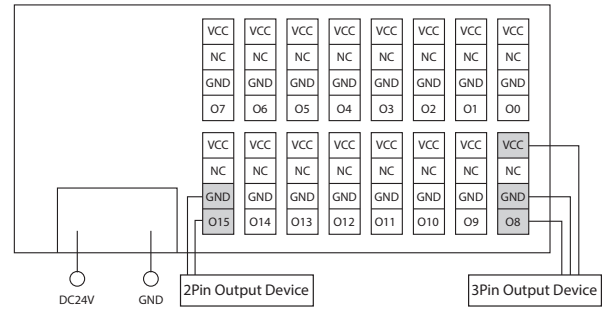 VCC VCC VCC VCC VCC VCC VCC VCC
NC NC NC NC NC NC NC NC
GND GND GND GND GND GND GND GND
O7 O6 O5 O4 O3 O2 O1 O0
VCC VCC VCC VCC VCC VCC VCC VCC
NC NC NC NC NC NC NC NC
GND GND GND GND GND GND GND GND
O15 O14 O13 O12 O11 O10 O9 O8
DC24V GND 2Pin Output Device 3Pin Output Device